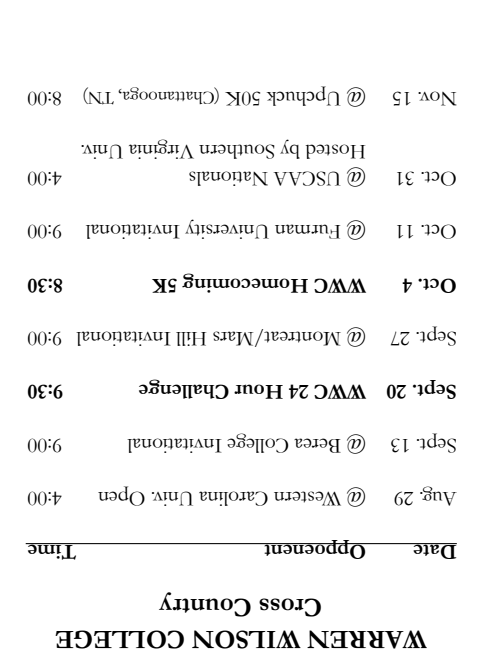 WARREN WILSON COLLEGE
Cross Country
Date Oppoenent Time
Aug. 29 @ Western Carolina Univ. Open 4:00
Sept. 13 @ Berea College Invitational 9:00
Sept. 20 WWC 24 Hour Challenge 9:30
Sept. 27 @ Montreat/Mars Hill Invitational 9:00
Oct. 4 WWC Homecoming 5K 8:30
Oct. 11 @ Furman University Invitational 9:00
Oct. 31 @ USCAA Nationals 4:00
Hosted by Southern Virginia Univ.
Nov. 15 @ Upchuck 50K (Chattanooga, TN) 8:00